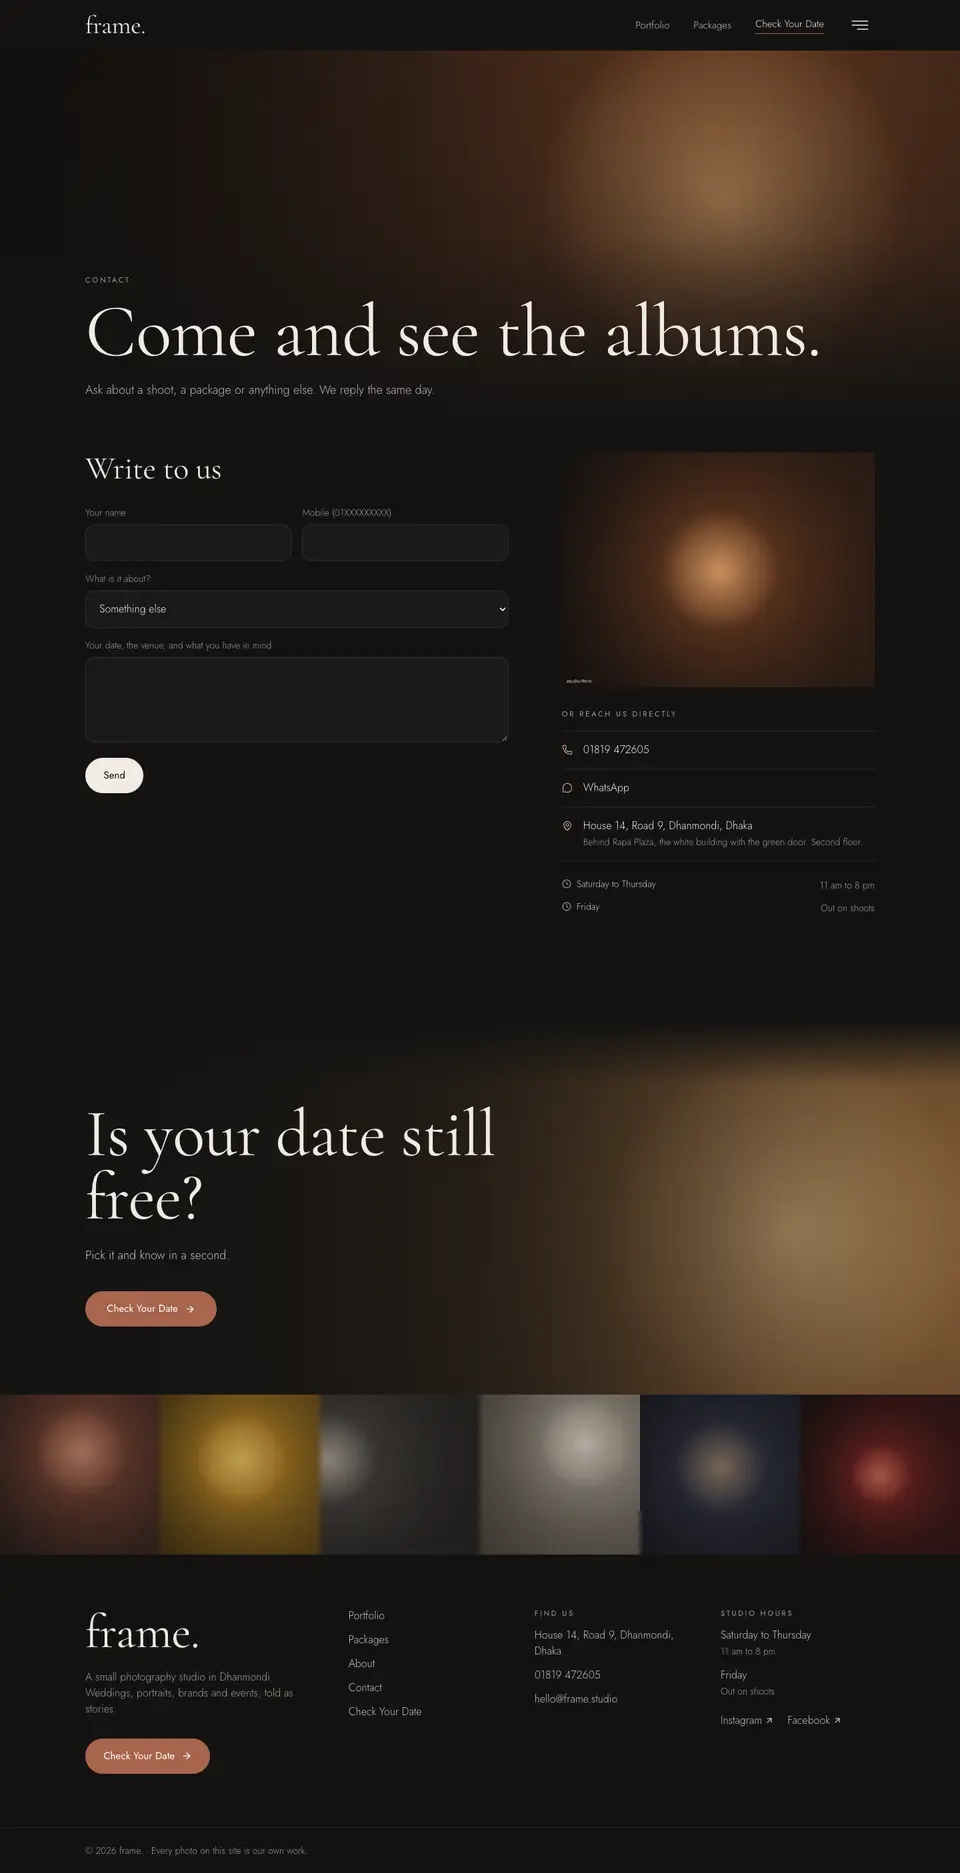 frame.
Portfolio
Packages
Check Your Date
CONTACT
Come and see the albums.
Ask about a shoot, a package or anything else. We reply the same day.
Write to us
Your name
Mobile (01XXXXXXXXX)
What is it about?
Something else
Your date, the venue, and what you have in mind
Send
studio-front
OR REACH US DIRECTLY
01819 472605
WhatsApp
House 14, Road 9, Dhanmondi, Dhaka
Behind Rapa Plaza, the white building with the green door. Second floor.
Saturday to Thursday
11 am to 8 pm
Friday
Out on shoots
Is your date still
free?
Pick it and know in a second.
Check Your Date
frame.
A small photography studio in Dhanmondi.
Weddings, portraits, brands and events, told as
stories.
Check Your Date
Portfolio
Packages
About
Contact
Check Your Date
FIND US
House 14, Road 9, Dhanmondi,
Dhaka
01819 472605
hello@frame.studio
STUDIO HOURS
Saturday to Thursday
11 am to 8 pm
Friday
Out on shoots
Instagram
Facebook
© 2026 frame. · Every photo on this site is our own work.